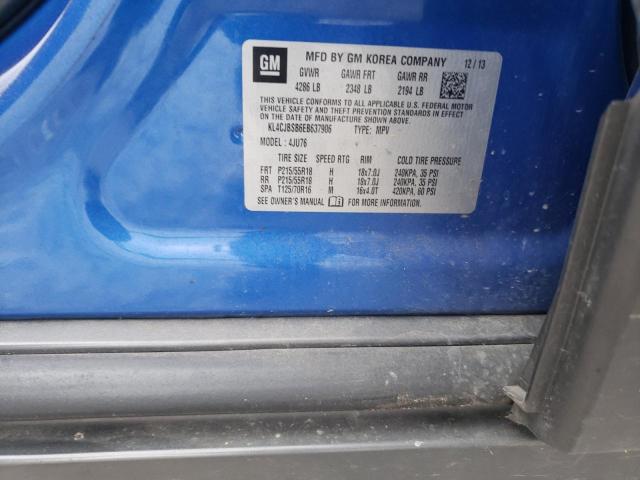 GM
MFD BY GM KOREA COMPANY 12/13
GVWR GAWR FRT GAWR RR
4286 LB 2348 LB 2194 LB
THIS VEHICLE CONFORMS TO ALL APPLICABLE U.S. FEDERAL MOTOR
VEHICLE SAFETY AND THEFT PREVENTION STANDARDS IN EFFECT
ON THE DATE OF MANUFACTURE SHOWN ABOVE.
KL4CJBSB6EB637906 TYPE: MPV
MODEL: 4JU76
TIRE SIZE SPEED RTG RIM COLD TIRE PRESSURE
FRT P215/55R18 H 18x7.0J 240KPA, 35 PSI
RR P215/55R18 H 18x7.0J 240KPA, 35 PSI
SPA T125/70R16 M 16x4.0T 420KPA, 60 PSI
SEE OWNER'S MANUAL FOR MORE INFORMATION